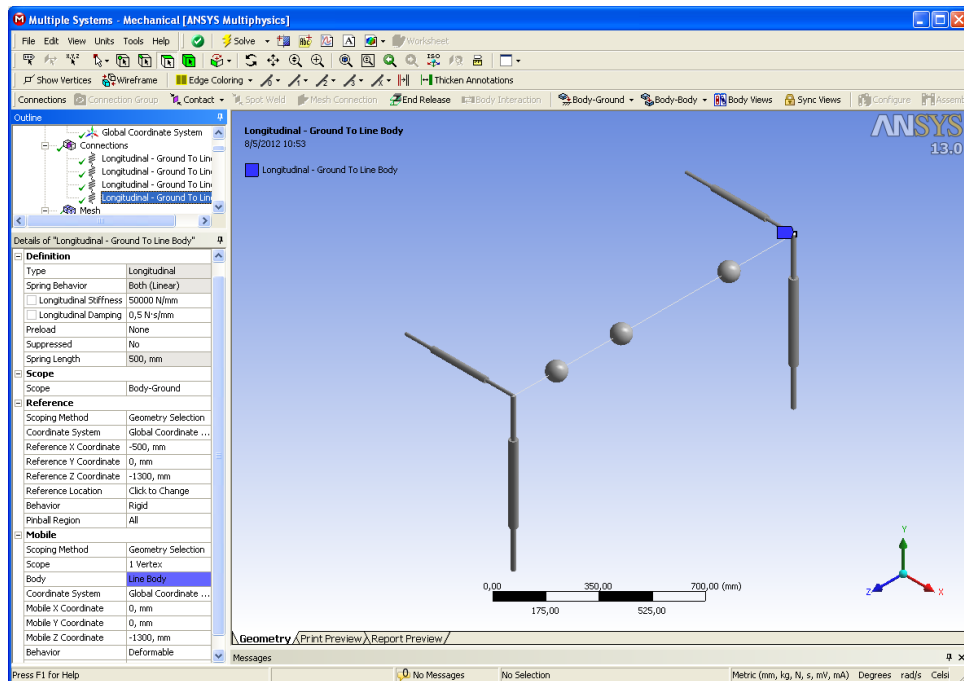 Multiple Systems - Mechanical [ANSYS Multiphysics]
File Edit View Units Tools Help Solve Worksheet
Show Vertices Wireframe Edge Coloring Thicken Annotations
Connections Connection Group Contact Spot Weld Mesh Connection End Release Body Interaction Body-Ground Body-Body Body Views Sync Views Configure Assemb
Outline
Global Coordinate System
Connections
Longitudinal - Ground To Line
Longitudinal - Ground To Line
Longitudinal - Ground To Line
Longitudinal - Ground To Line
Mesh
Details of "Longitudinal - Ground To Line Body"
Definition
Type Longitudinal
Spring Behavior Both (Linear)
Longitudinal Stiffness 50000 N/mm
Longitudinal Damping 0,5 N·s/mm
Preload None
Suppressed No
Spring Length 500, mm
Scope
Scope Body-Ground
Reference
Scoping Method Geometry Selection
Coordinate System Global Coordinate ...
Reference X Coordinate -500, mm
Reference Y Coordinate 0, mm
Reference Z Coordinate -1300, mm
Reference Location Click to Change
Behavior Rigid
Pinball Region All
Mobile
Scoping Method Geometry Selection
Scope 1 Vertex
Body Line Body
Coordinate System Global Coordinate ...
Mobile X Coordinate 0, mm
Mobile Y Coordinate 0, mm
Mobile Z Coordinate -1300, mm
Behavior Deformable
Longitudinal - Ground To Line Body
8/5/2012 10:53
Longitudinal - Ground To Line Body
ANSYS
13.0
0,00 350,00 700,00 (mm)
175,00 525,00
Y
Z X
Geometry Print Preview Report Preview
Messages
Press F1 for Help 0 No Messages No Selection Metric (mm, kg, N, s, mV, mA) Degrees rad/s Celsi